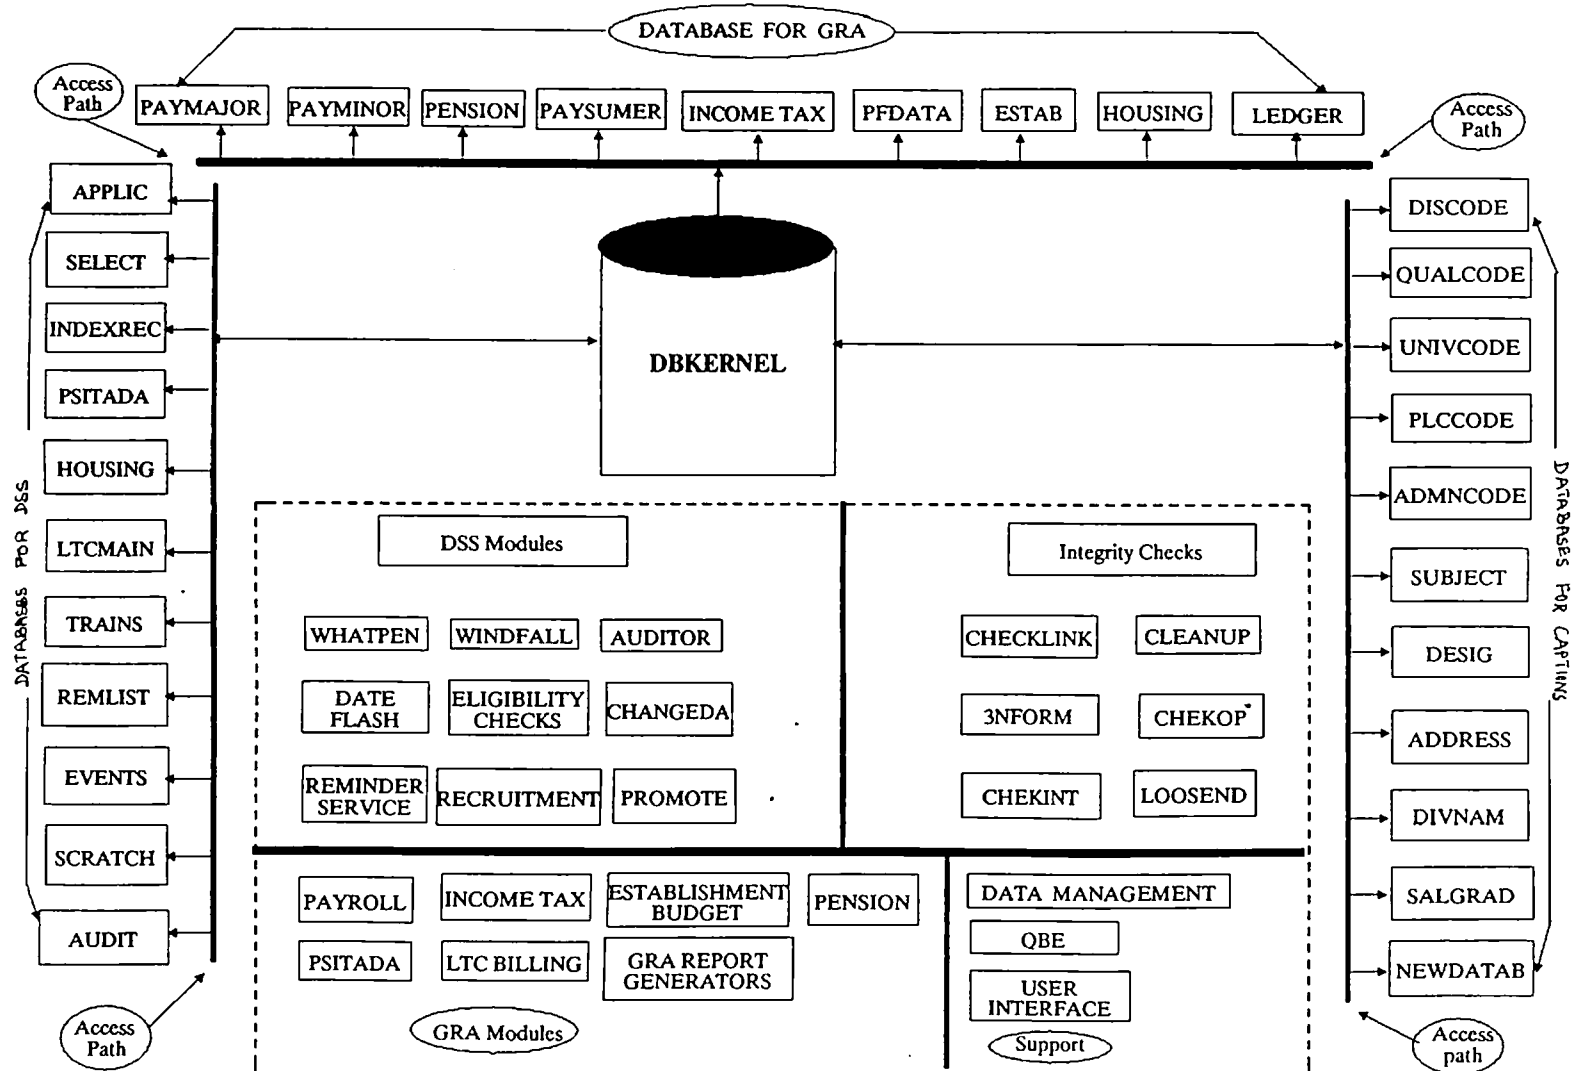 DATABASE FOR GRA
Access
Path
PAYMAJOR
PAYMINOR
PENSION
PAYSUMER
INCOME TAX
PFDATA
ESTAB
HOUSING
LEDGER
Access
Path
APPLIC
SELECT
INDEXREC
PSITADA
HOUSING
LTCMAIN
TRAINS
REMLIST
EVENTS
SCRATCH
AUDIT
DATABASES FOR DSS
Access
Path
DBKERNEL
DISCODE
QUALCODE
UNIVCODE
PLCCODE
ADMNCODE
SUBJECT
DESIG
ADDRESS
DIVNAM
SALGRAD
NEWDATAB
DATABASES FOR CAPTIONS
Access
path
DSS Modules
WHATPEN
WINDFALL
AUDITOR
DATE
FLASH
ELIGIBILITY
CHECKS
CHANGEDA
REMINDER
SERVICE
RECRUITMENT
PROMOTE
Integrity Checks
CHECKLINK
CLEANUP
3NFORM
CHEKOP
CHEKINT
LOOSEND
PAYROLL
INCOME TAX
ESTABLISHMENT
BUDGET
PENSION
PSITADA
LTC BILLING
GRA REPORT
GENERATORS
GRA Modules
DATA MANAGEMENT
QBE
USER
INTERFACE
Support